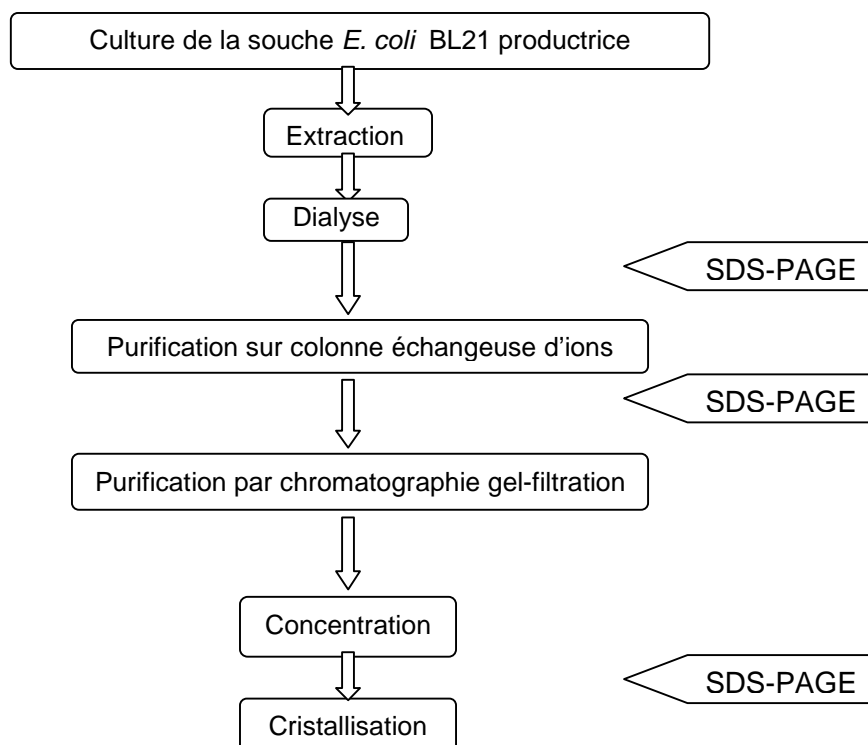 Culture de la souche E. coli BL21 productrice
Extraction
Dialyse
SDS-PAGE
Purification sur colonne échangeuse d'ions
SDS-PAGE
Purification par chromatographie gel-filtration
Concentration
SDS-PAGE
Cristallisation